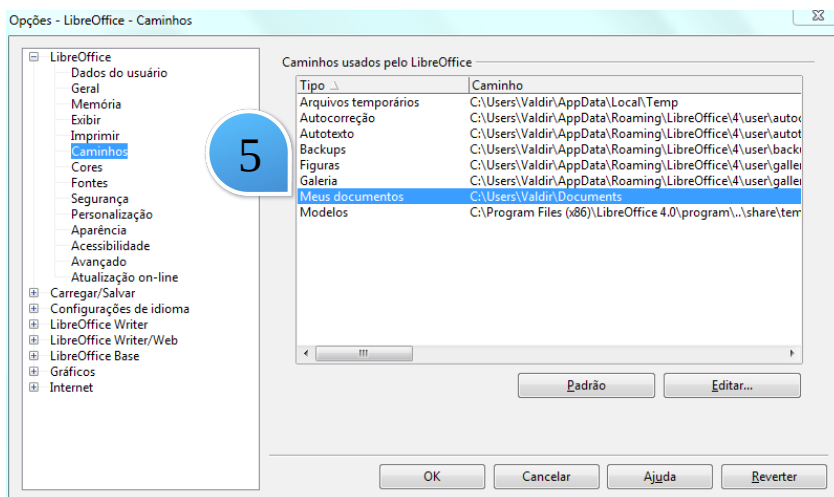 Opções - LibreOffice - Caminhos
LibreOffice
Dados do usuário
Geral
Memória
Exibir
Imprimir
Caminhos
Cores
Fontes
Segurança
Personalização
Aparência
Acessibilidade
Avançado
Atualização on-line
Carregar/Salvar
Configurações de idioma
LibreOffice Writer
LibreOffice Writer/Web
LibreOffice Base
Gráficos
Internet
5
Caminhos usados pelo LibreOffice
Tipo Caminho
Arquivos temporários C:\Users\Valdir\AppData\Local\Temp
Autocorreção C:\Users\Valdir\AppData\Roaming\LibreOffice\4\user\autoc
Autotexto C:\Users\Valdir\AppData\Roaming\LibreOffice\4\user\autot
Backups C:\Users\Valdir\AppData\Roaming\LibreOffice\4\user\back
Figuras C:\Users\Valdir\AppData\Roaming\LibreOffice\4\user\galle
Galeria C:\Users\Valdir\AppData\Roaming\LibreOffice\4\user\galle
Meus documentos C:\Users\Valdir\Documents
Modelos C:\Program Files (x86)\LibreOffice 4.0\program\..\share\tem
Padrão Editar...
OK Cancelar Ajuda Reverter